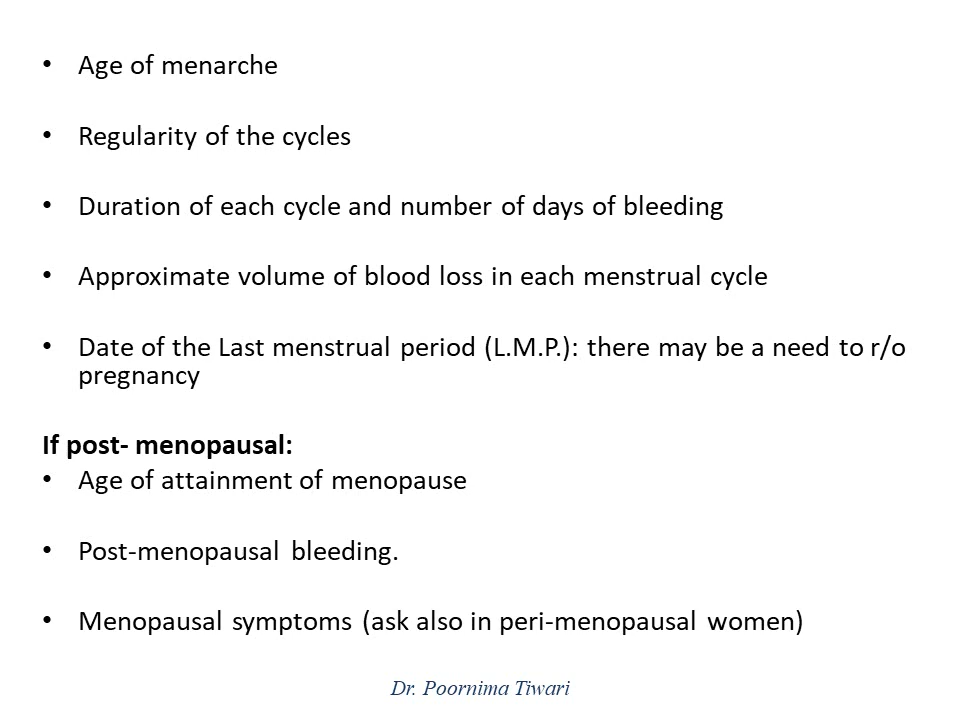 • Age of menarche
• Regularity of the cycles
• Duration of each cycle and number of days of bleeding
• Approximate volume of blood loss in each menstrual cycle
• Date of the Last menstrual period (L.M.P.): there may be a need to r/o
pregnancy
If post- menopausal:
• Age of attainment of menopause
• Post-menopausal bleeding.
• Menopausal symptoms (ask also in peri-menopausal women)
Dr. Poornima Tiwari